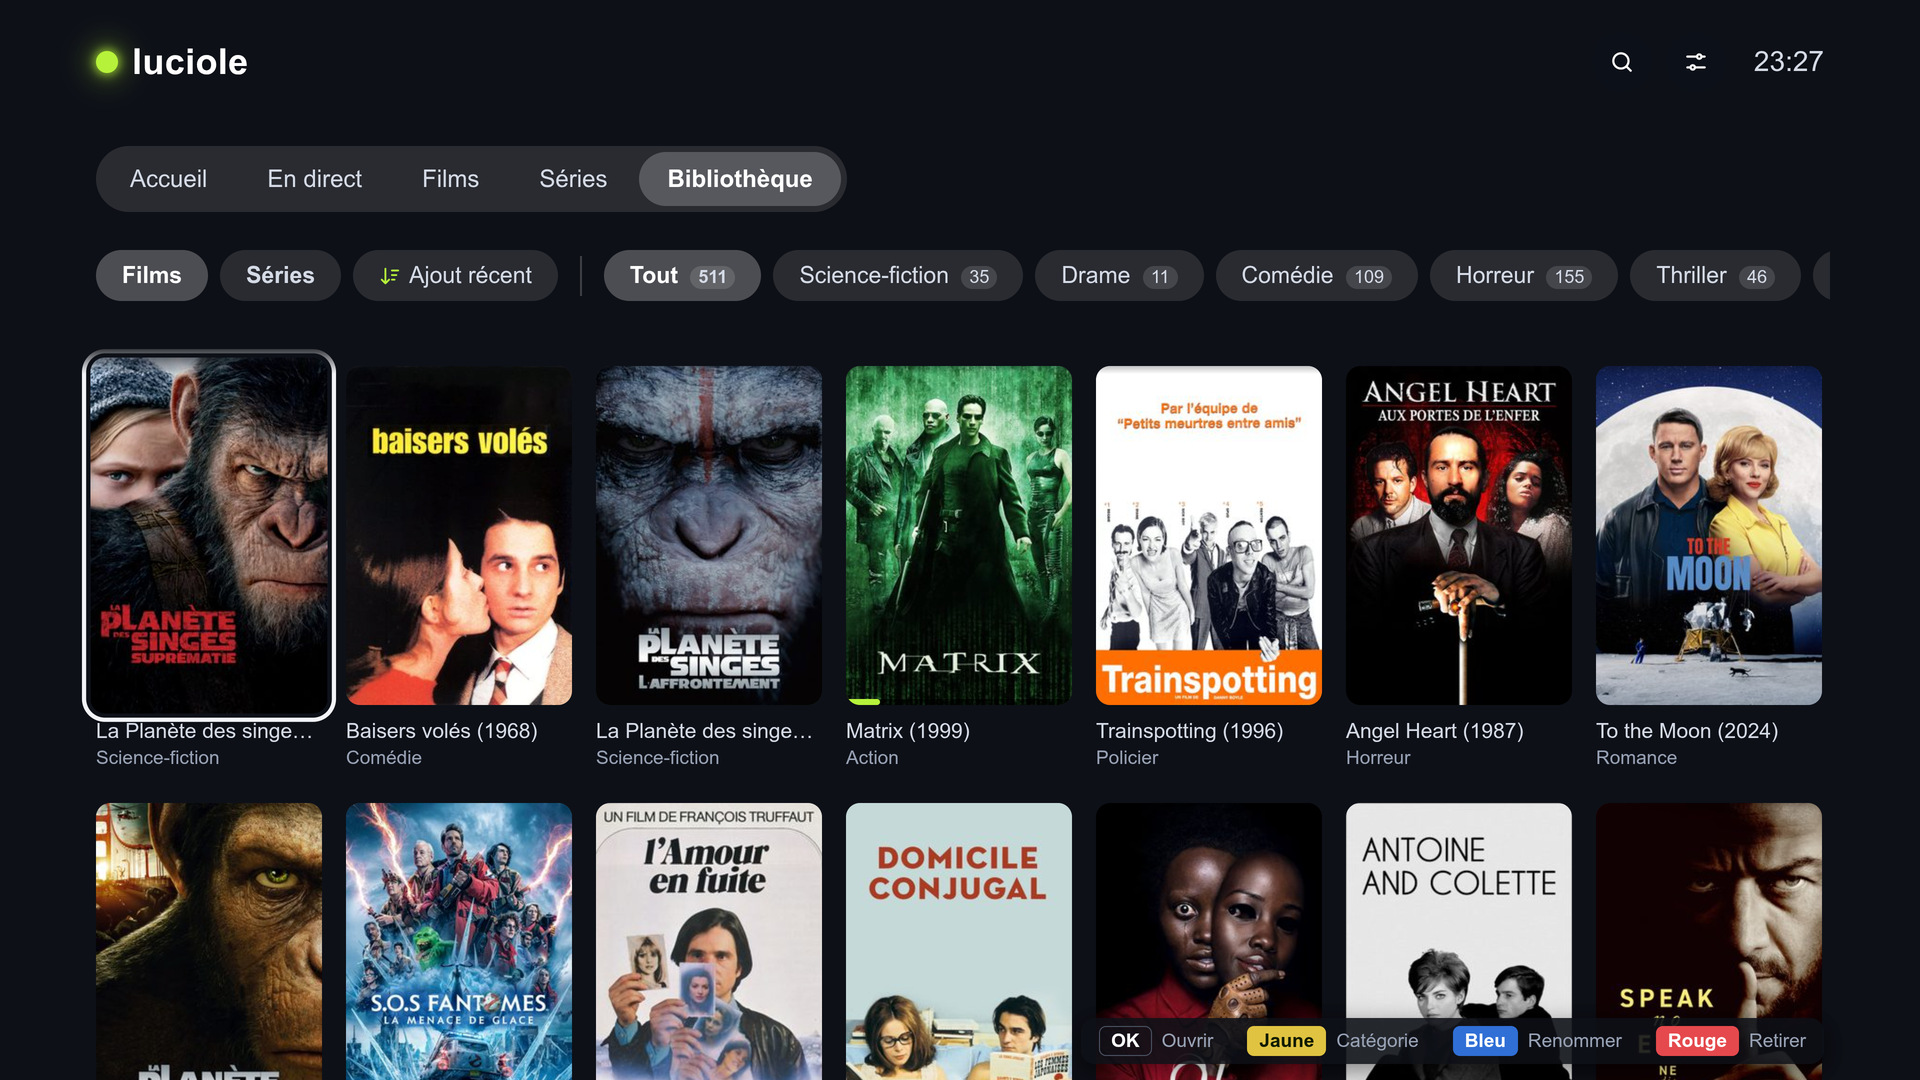 luciole
23:27
Accueil
En direct
Films
Séries
Bibliothèque
Films
Séries
Ajout récent
Tout 511
Science-fiction 35
Drame 11
Comédie 109
Horreur 155
Thriller 46
LA
PLANÈTE
DES SINGES
SUPRÉMATIE
baisers volés
LA
PLANÈTE
DES SINGES
L'AFFRONTEMENT
MATRIX
Par l'équipe de
"Petits meurtres entre amis"
Trainspotting
ANGEL HEART
AUX PORTES DE L'ENFER
TO THE
MOON
La Planète des singe…
Science-fiction
Baisers volés (1968)
Comédie
La Planète des singe…
Science-fiction
Matrix (1999)
Action
Trainspotting (1996)
Policier
Angel Heart (1987)
Horreur
To the Moon (2024)
Romance
PLANÈTE
S.O.S FANTÔMES
LA MENACE DE GLACE
UN FILM DE FRANÇOIS TRUFFAUT
l'Amour
en fuite
DOMICILE
CONJUGAL
ANTOINE
AND COLETTE
SPEAK
NE
OK Ouvrir
Jaune Catégorie
Bleu Renommer
Rouge Retirer